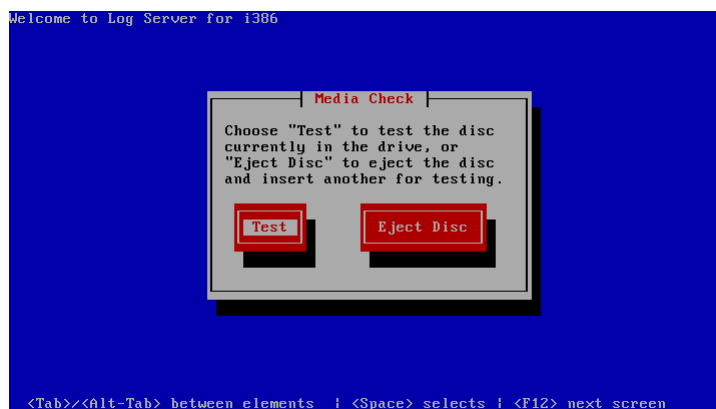 Welcome to Log Server for i386
Media Check
Choose "Test" to test the disc
currently in the drive, or
"Eject Disc" to eject the disc
and insert another for testing.
Test
Eject Disc
<Tab>/<Alt-Tab> between elements | <Space> selects | <F12> next screen